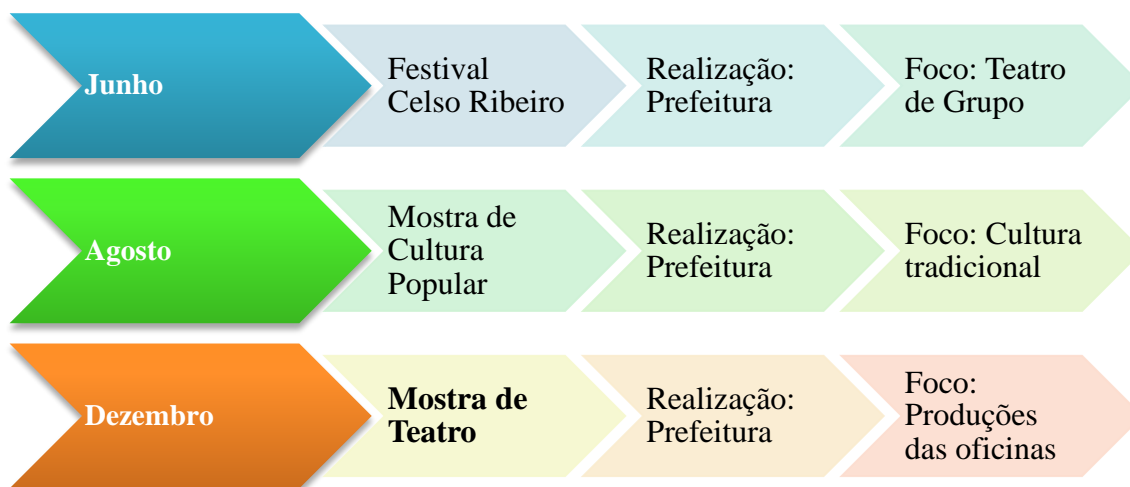 Junho
Festival
Celso Ribeiro
Realização:
Prefeitura
Foco: Teatro
de Grupo
Agosto
Mostra de
Cultura
Popular
Realização:
Prefeitura
Foco: Cultura
tradicional
Dezembro
Mostra de
Teatro
Realização:
Prefeitura
Foco:
Produções
das oficinas